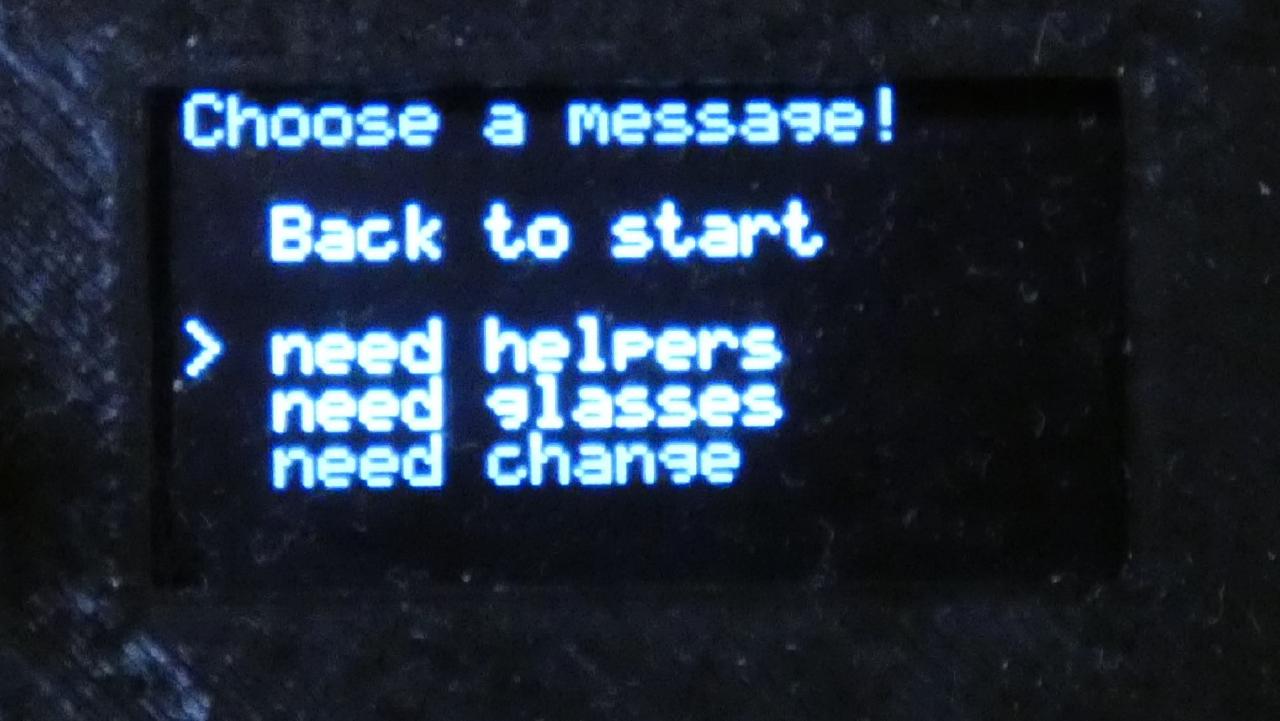 Choose a message!
Back to start
> need helpers
need glasses
need change